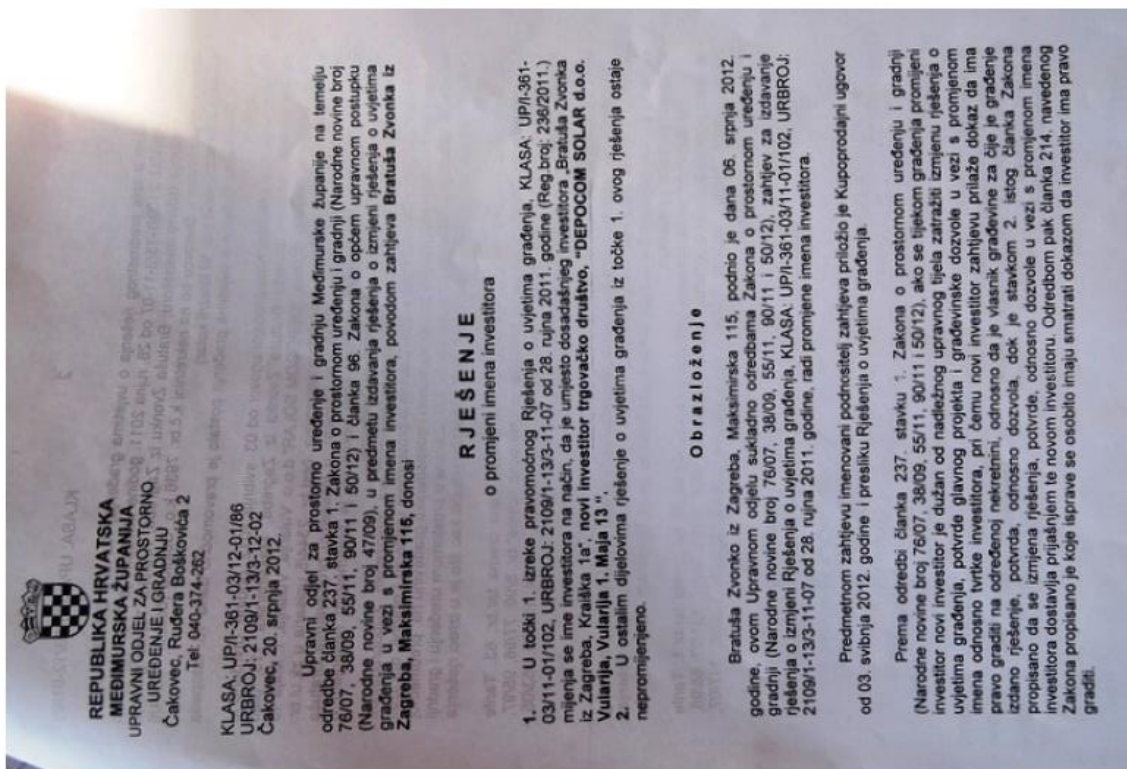 REPUBLIKA HRVATSKA
MEĐIMURSKA ŽUPANIJA
UPRAVNI ODJEL ZA PROSTORNO
UREĐENJE I GRADNJU
Čakovec, Ruđera Boškovića 2
Tel: 040-374-262
KLASA: UP/I-361-03/12-01/86
URBROJ: 2109/1-13/3-12-02
Čakovec, 20. srpnja 2012.
Upravni odjel za prostorno uređenje i gradnju Međimurske županije na temelju
odredbe članka 237. stavka 1. Zakona o prostornom uređenju i gradnji (Narodne novine broj
76/07, 38/09, 55/11, 90/11 i 50/12) i članka 96. Zakona o općem upravnom postupku
(Narodne novine broj 47/09), u predmetu izdavanja rješenja o izmjeni rješenja o uvjetima
građenja u vezi s promjenom imena investitora, povodom zahtjeva Bratuša Zvonka iz
Zagreba, Maksimirska 115, donosi
RJEŠENJE
o promjeni imena investitora
1. U točki 1. izreke pravomoćnog Rješenja o uvjetima građenja, KLASA: UP/I-361-
03/11-01/102, URBROJ: 2109/1-13/3-11-07 od 28. rujna 2011. godine (Reg.broj: 236/2011.)
mijenja se ime investitora na način, da je umjesto dosadašnjeg investitora „Bratuša Zvonka
iz Zagreba, Kraiška 1a", novi investitor trgovačko društvo, "DEPOCOM SOLAR d.o.o.
Vularija, Vularija 1. Maja 13 ".
2. U ostalim dijelovima rješenje o uvjetima građenja iz točke 1. ovog rješenja ostaje
nepromijenjeno.
Obrazloženje
Bratuša Zvonko iz Zagreba, Maksimirska 115, podnio je dana 06. srpnja 2012.
godine, ovom Upravnom odjelu sukladno odredbama Zakona o prostornom uređenju i
gradnji (Narodne novine broj 76/07, 38/09, 55/11, 90/11 i 50/12), zahtjev za izdavanje
rješenja o izmjeni Rješenja o uvjetima građenja, KLASA: UP/I-361-03/11-01/102, URBROJ:
2109/1-13/3-11-07 od 28. rujna 2011. godine, radi promjene imena investitora.
Predmetnom zahtjevu imenovani podnositelj zahtjeva priložio je Kupoprodajni ugovor
od 03. svibnja 2012. godine i presliku Rješenja o uvjetima građenja.
Prema odredbi članka 237. stavku 1. Zakona o prostornom uređenju i gradnji
(Narodne novine broj 76/07, 38/09, 55/11, 90/11 i 50/12), ako se tijekom građenja promijeni
investitor novi investitor je dužan od nadležnog upravnog tijela zatražiti izmjenu rješenja o
uvjetima građenja, potvrde glavnog projekta i građevinske dozvole u vezi s promjenom
imena odnosno tvrtke investitora, pri čemu novi investitor zahtjevu prilaže dokaz da ima
pravo graditi na određenoj nekretnini, odnosno da je vlasnik građevine za čije je građenje
izdano rješenje, potvrda, odnosno dozvola, dok je stavkom 2. istog članka Zakona
propisano da se izmjena rješenja, potvrde, odnosno dozvole u vezi s promjenom imena
investitora dostavlja prijašnjem te novom investitoru. Odredbom pak članka 214. navedenog
Zakona propisano je koje isprave se osobito imaju smatrati dokazom da investitor ima pravo
graditi.